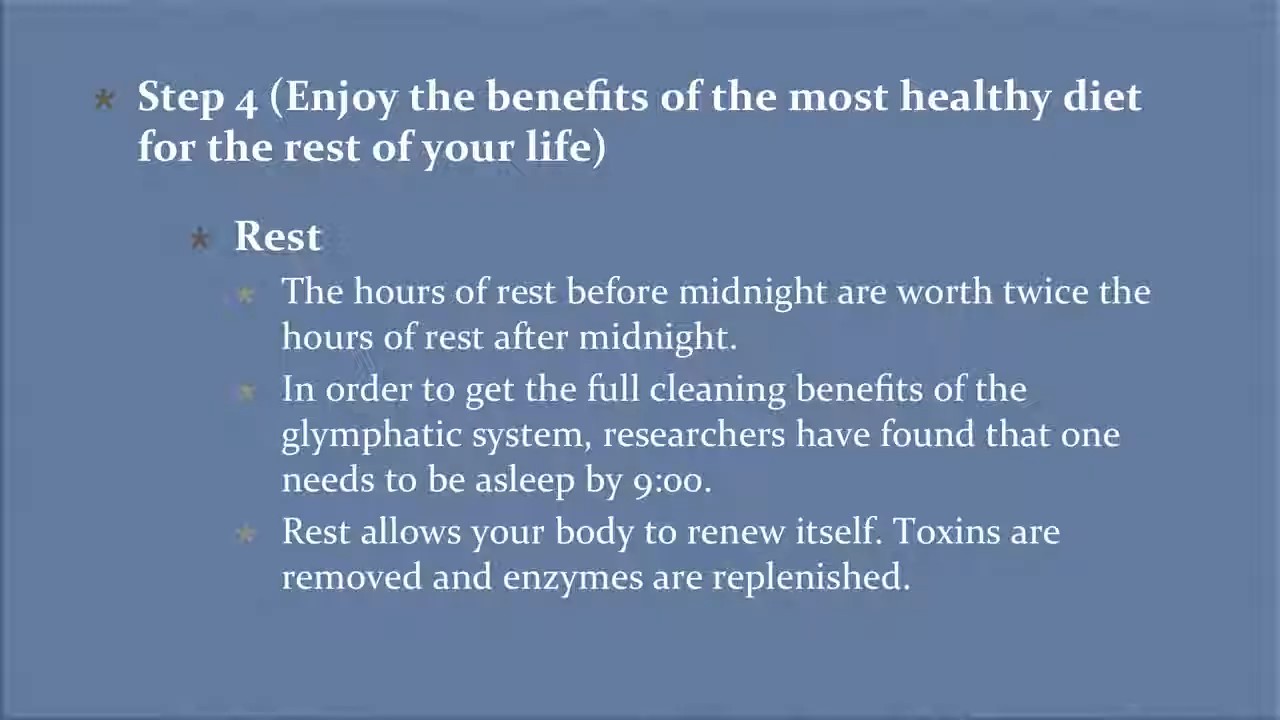 * Step 4 (Enjoy the benefits of the most healthy diet
for the rest of your life)
* Rest
* The hours of rest before midnight are worth twice the
hours of rest after midnight.
* In order to get the full cleaning benefits of the
glymphatic system, researchers have found that one
needs to be asleep by 9:00.
* Rest allows your body to renew itself. Toxins are
removed and enzymes are replenished.